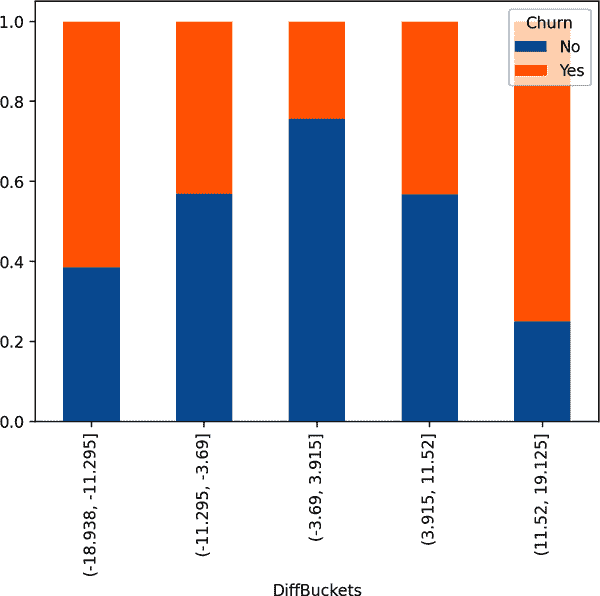 Churn
No
Yes
1.0
0.8
0.6
0.4
0.2
0.0
(-18.938, -11.295]
(-11.295, -3.69]
(-3.69, 3.915]
(3.915, 11.52]
(11.52, 19.125]
DiffBuckets